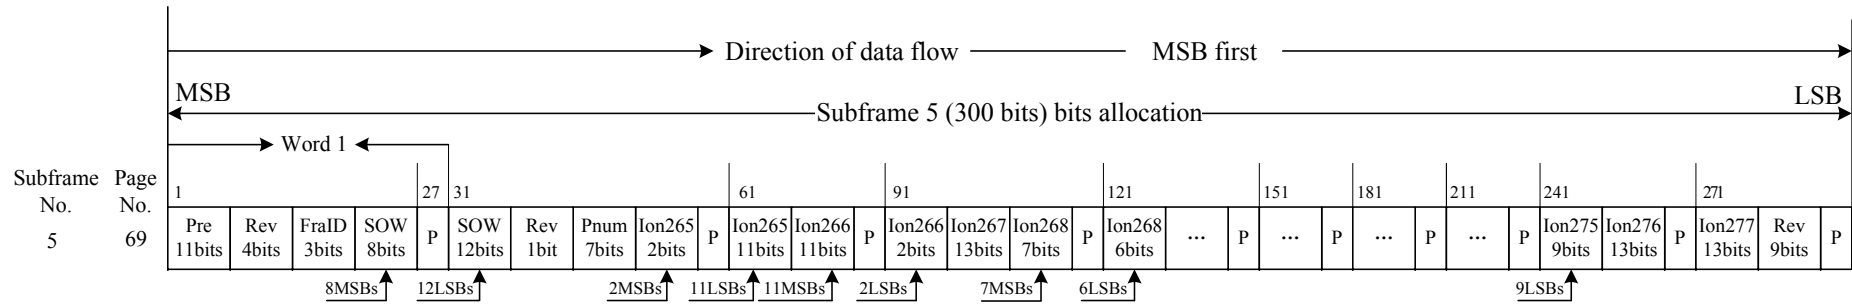 Direction of data flow MSB first
MSB LSB
Subframe 5 (300 bits) bits allocation
Word 1
Subframe No. Page No. 1 27 31 61 91 121 151 181 211 241 271
5 69 Pre 11bits Rev 4bits FraID 3bits SOW 8bits P SOW 12bits Rev 1bit Pnum 7bits Ion265 2bits P Ion265 11bits Ion266 11bits P Ion266 2bits Ion267 13bits Ion268 7bits P Ion268 6bits ... P ... P ... P ... P Ion275 9bits Ion276 13bits P Ion277 13bits Rev 9bits P
8MSBs 12LSBs 2MSBs 11LSBs 11MSBs 2LSBs 7MSBs 6LSBs 9LSBs